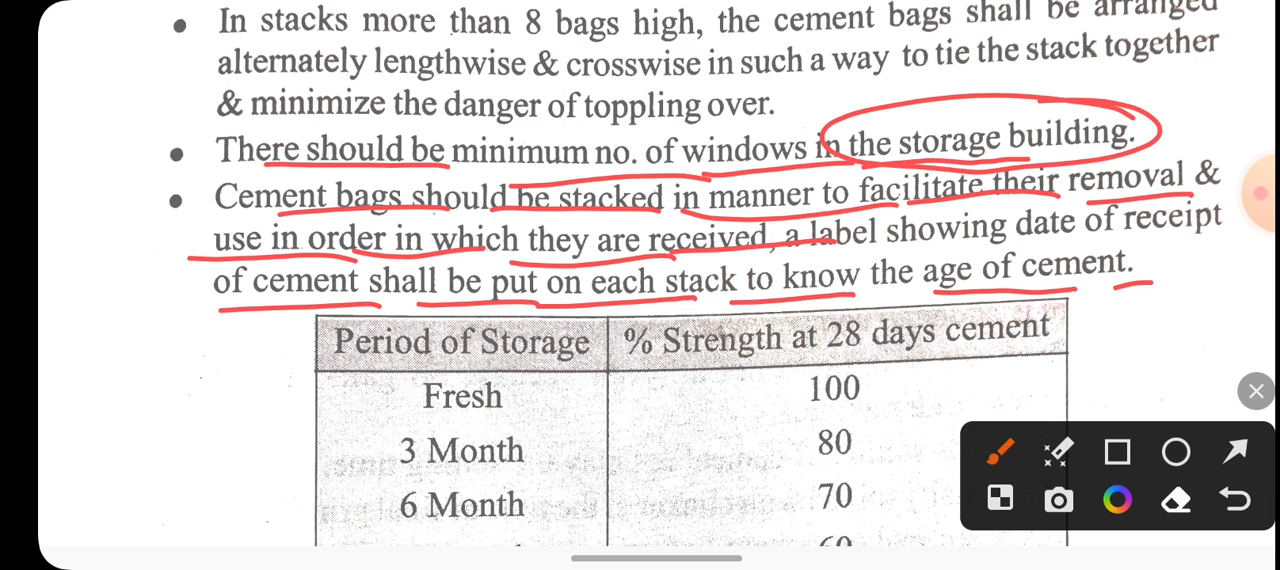 • In stacks more than 8 bags high, the cement bags shall be arranged
alternately lengthwise & crosswise in such a way to tie the stack together
& minimize the danger of toppling over.
• There should be minimum no. of windows in the storage building.
• Cement bags should be stacked in manner to facilitate their removal &
use in order in which they are received, a label showing date of receipt
of cement shall be put on each stack to know the age of cement.
Period of Storage % Strength at 28 days cement
Fresh 100
3 Month 80
6 Month 70
60